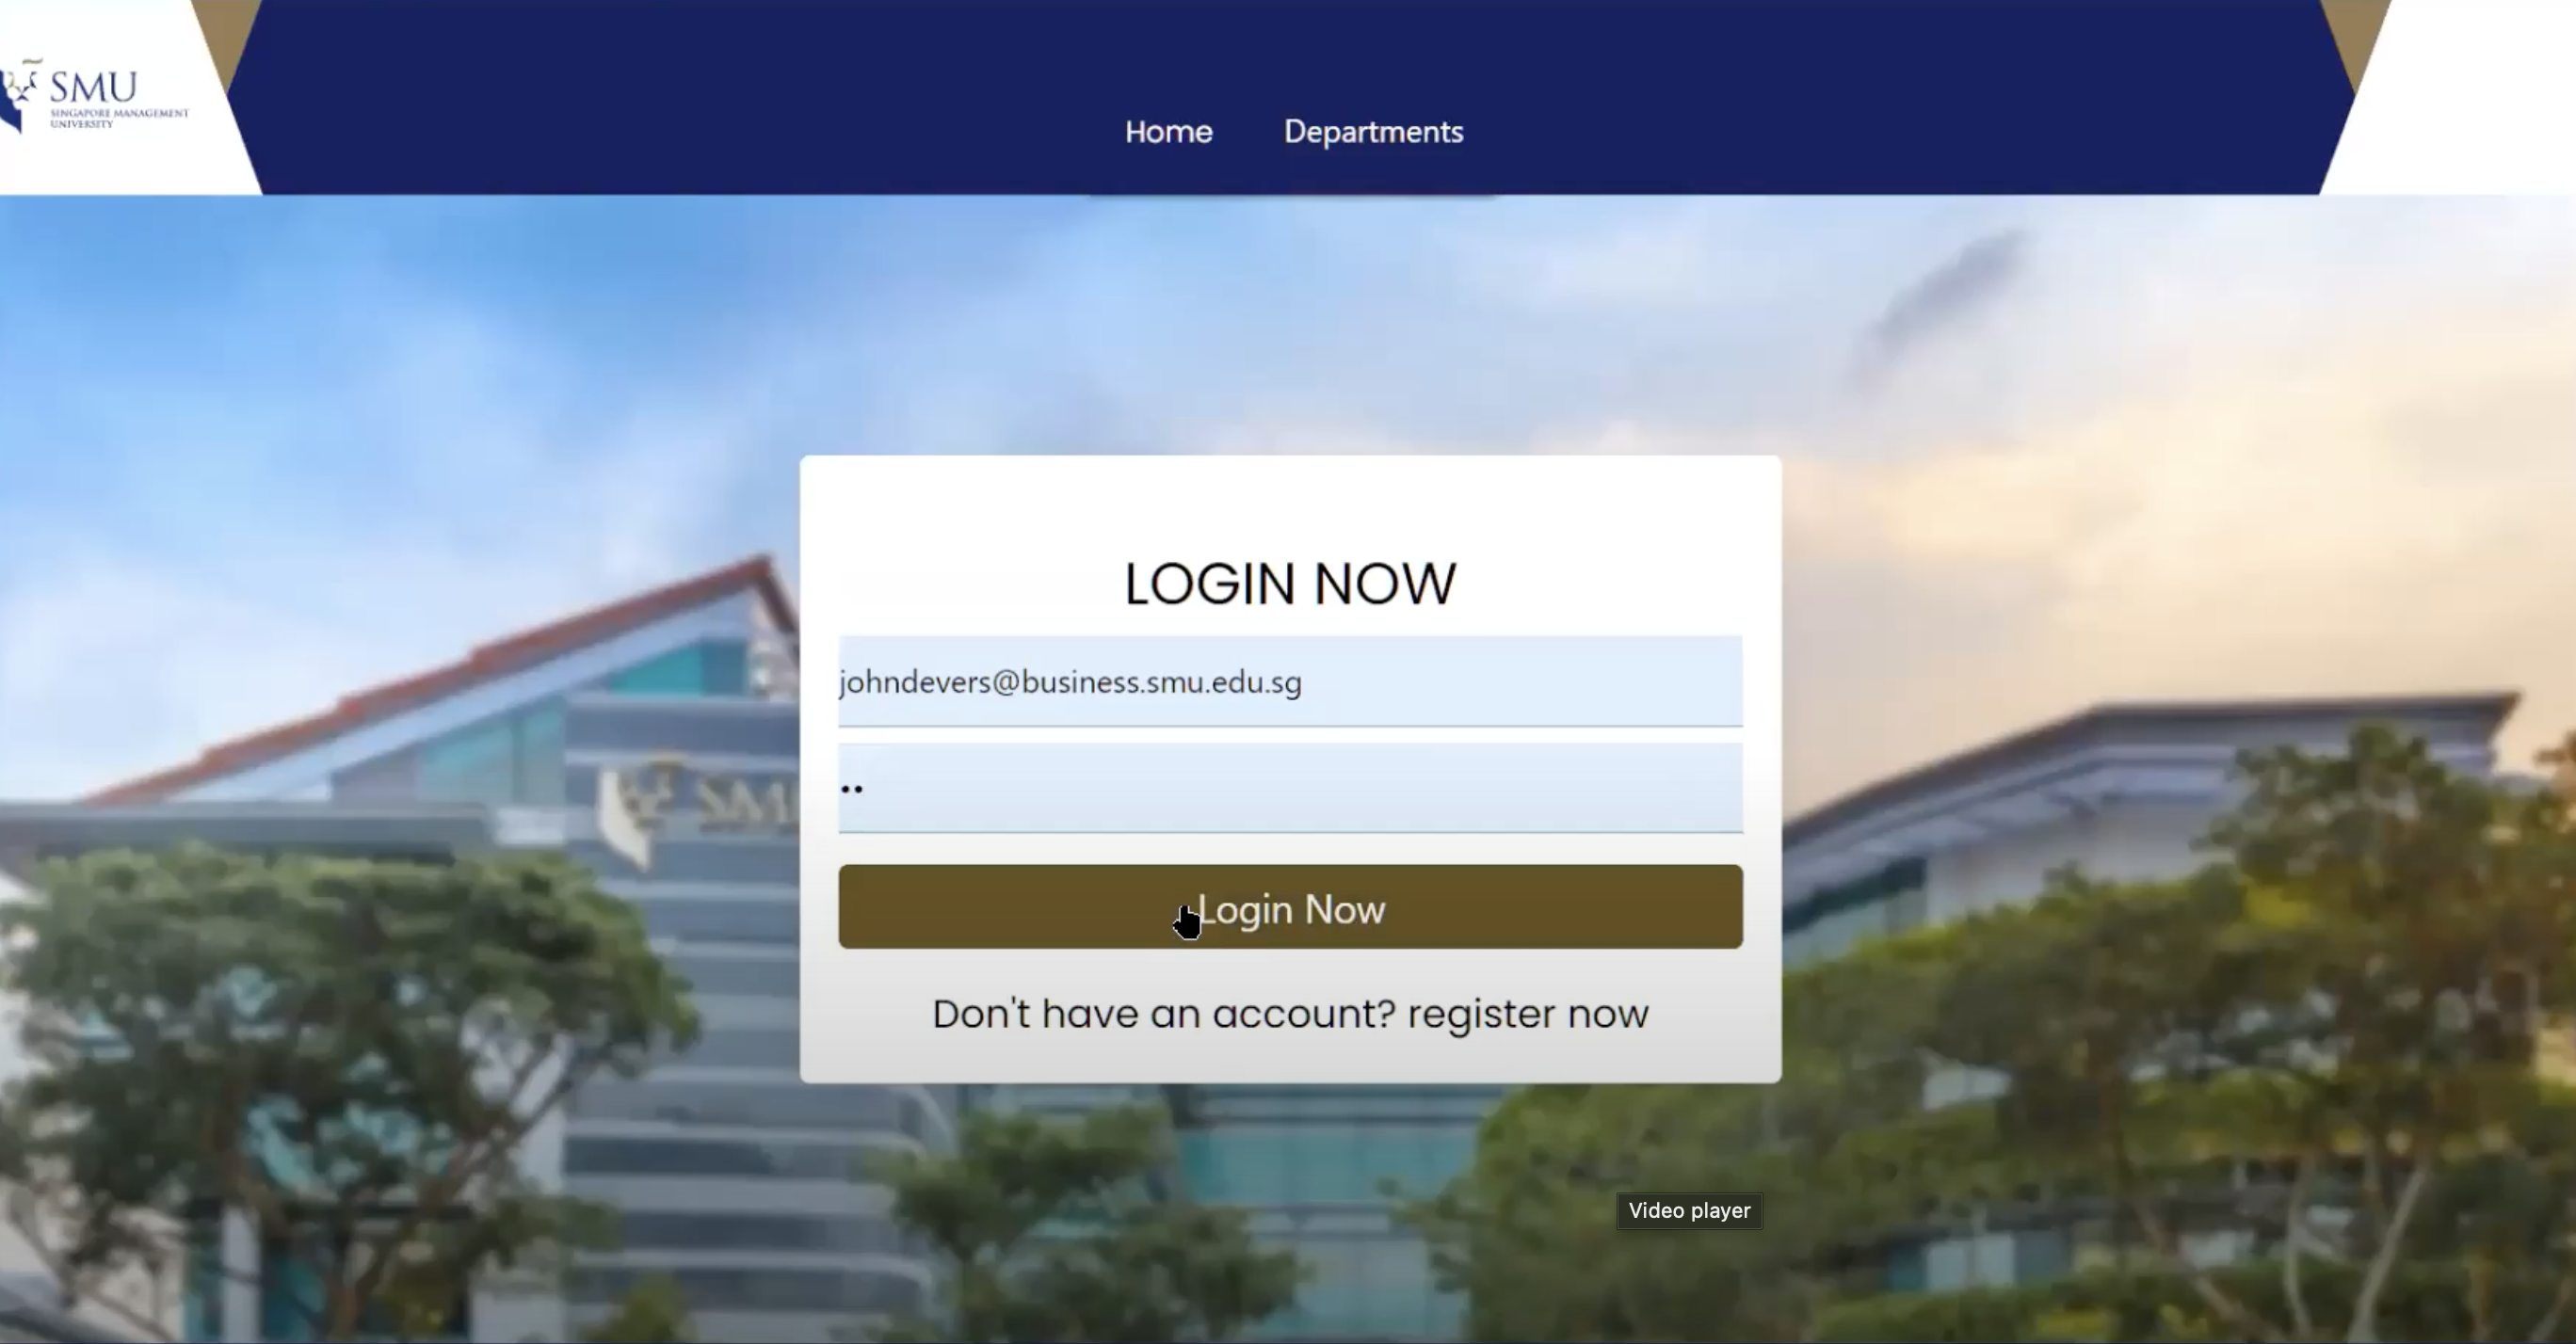 SMU
SINGAPORE MANAGEMENT
UNIVERSITY
Home Departments
SMU
LOGIN NOW
johndevers@business.smu.edu.sg
••
Login Now
Don't have an account? register now
Video player